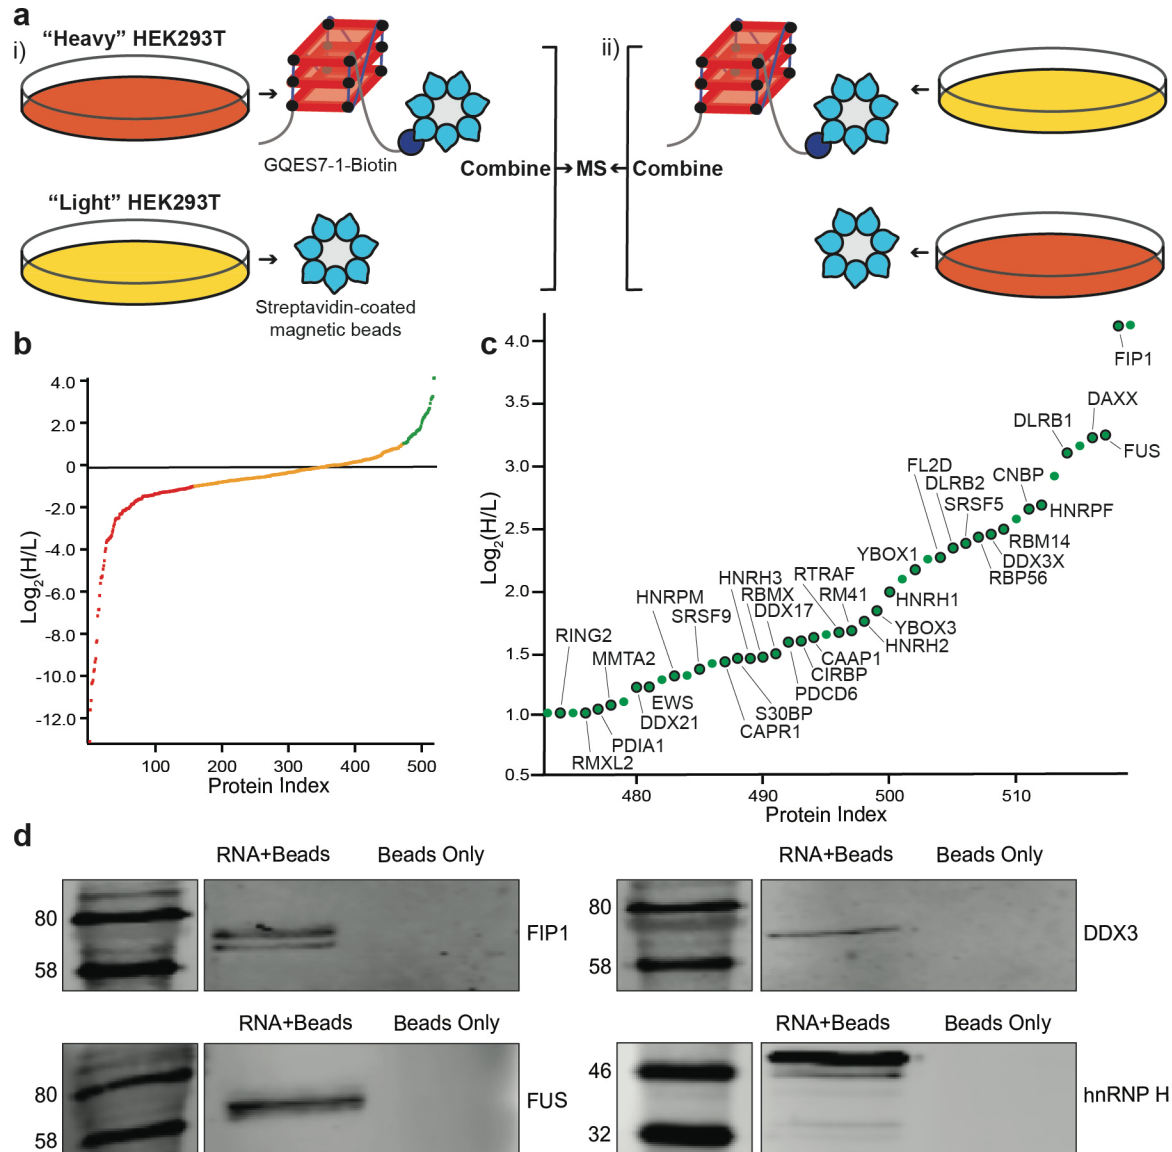 a
i)
“Heavy” HEK293T
ii)
GQES7-1-Biotin
Combine
MS
Combine
“Light” HEK293T
Streptavidin-coated
magnetic beads
b
4.0
2.0
0
-2.0
-4.0
-6.0
-8.0
-10.0
-12.0
Log2(H/L)
100
200
300
400
500
Protein Index
c
4.0
3.5
3.0
2.5
2.0
1.5
1.0
0.5
Log2(H/L)
480
490
500
510
Protein Index
FIP1
DAXX
DLRB1
FUS
FL2D
DLRB2
CNBP
SRSF5
HNRPF
RBM14
DDX3X
RBP56
YBOX1
HNRH3
RTRAF
RBMX
RM41
HNRPM
DDX17
HNRH1
SRSF9
YBOX3
RING2
HNRH2
MMTA2
CAAP1
CIRBP
EWS
PDCD6
DDX21
S30BP
CAPR1
PDIA1
RMXL2
d
RNA+Beads
Beads Only
80
58
FIP1
RNA+Beads
Beads Only
80
58
DDX3
RNA+Beads
Beads Only
80
58
FUS
RNA+Beads
Beads Only
46
32
hnRNP H